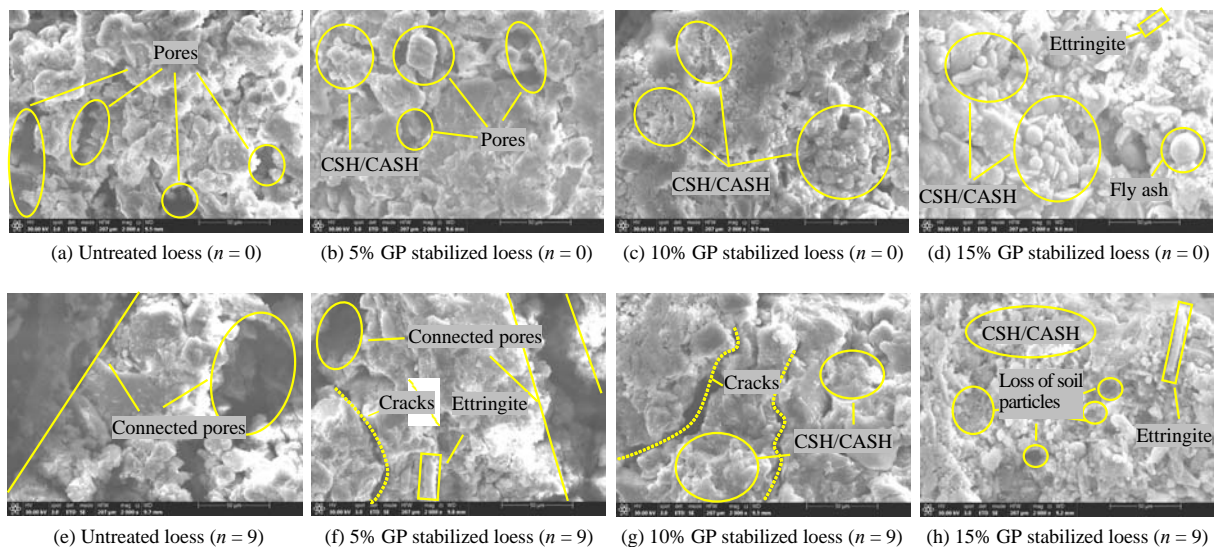 Pores
Pores
CSH/CASH
CSH/CASH
Ettringite
CSH/CASH
Fly ash
(a) Untreated loess (n = 0)
(b) 5% GP stabilized loess (n = 0)
(c) 10% GP stabilized loess (n = 0)
(d) 15% GP stabilized loess (n = 0)
Connected pores
Connected pores
Cracks
Ettringite
Cracks
CSH/CASH
CSH/CASH
Loss of soil
particles
Ettringite
(e) Untreated loess (n = 9)
(f) 5% GP stabilized loess (n = 9)
(g) 10% GP stabilized loess (n = 9)
(h) 15% GP stabilized loess (n = 9)